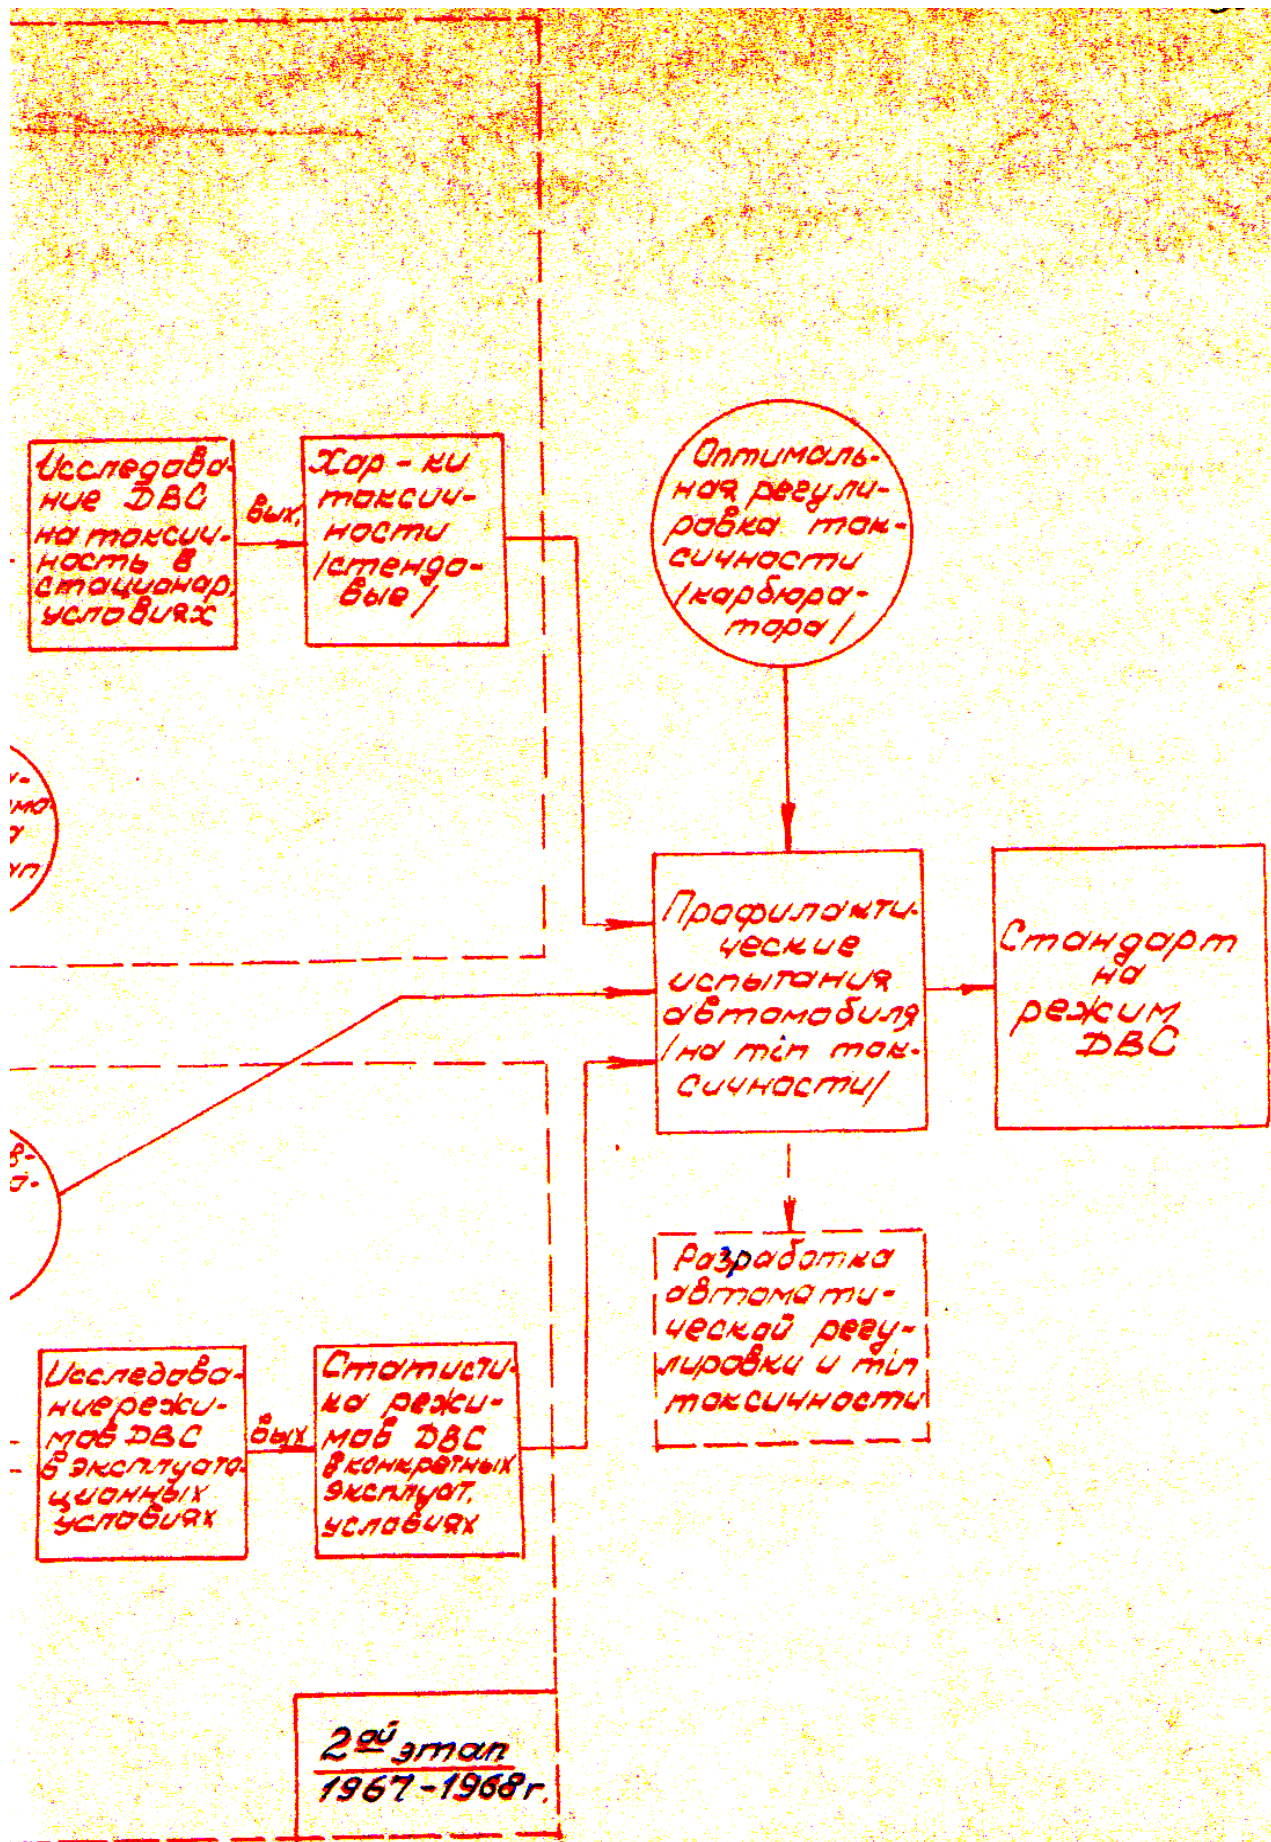 Исследова-
ние ДВС
на токсич-
ность в
стационар.
условиях
вых.
Хар-ки
токсич-
ности
/стендо-
вые/
Оптималь-
ная регули-
ровка ток-
сичности
/карбюра-
тора/
Профилакти-
ческие
испытания
автомобиля
/на min ток-
сичности/
Стандарт
на
режим
ДВС
Разработка
автомати-
ческой регу-
лировки и min
токсичности
Исследова-
ние режи-
мов ДВС
в эксплуата-
ционных
условиях
вых
Статисти-
ка режи-
мов ДВС
в конкретных
эксплуат.
условиях
2ой этап
1967-1968г.